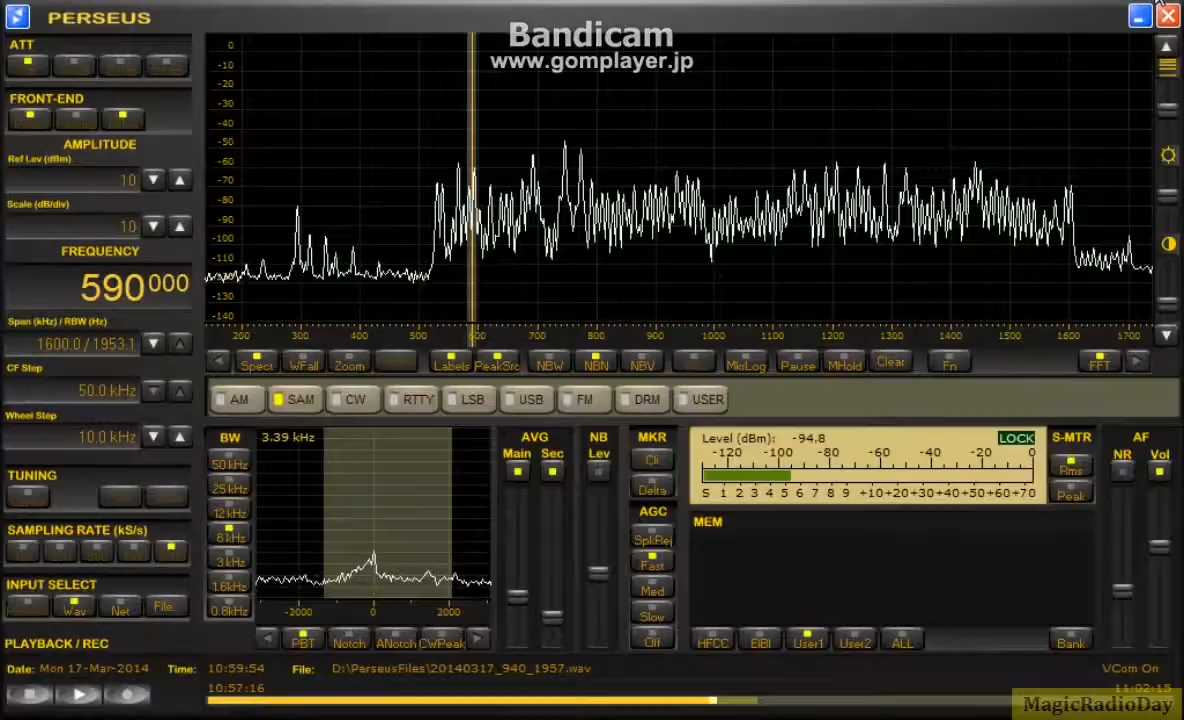 PERSEUS
Bandicam
www.gomplayer.jp
ATT
FRONT-END
AMPLITUDE
Ref Lev (dBm)
10
Scale (dB/div)
10
FREQUENCY
590 000
Span (kHz) / RBW (Hz)
1600.0 / 1953.1
CF Step
50.0 kHz
Wheel Step
10.0 kHz
TUNING
SAMPLING RATE (kS/s)
INPUT SELECT
Wav Net File.
PLAYBACK / REC
0
-10
-20
-30
-40
-50
-60
-70
-80
-90
-100
-110
-120
-130
-140
200 300 400 500 600 700 800 900 1000 1100 1200 1300 1400 1500 1600 1700
Spect WFall Zoom Labels PeakSrc NBW NBN NBV MkrLog Pause MHold Clear Fn FFT
AM SAM CW RTTY LSB USB FM DRM USER
BW
50 kHz
25 kHz
12 kHz
6 kHz
3 kHz
1.6kHz
0.8kHz
3.39 kHz
-2000 0 2000
PBT Notch ANotch CWPeak
AVG
Main Sec
NB
Lev
MKR
Clr
Delta
AGC
SpkRej
Fast
Med
Slow
Off
Level (dBm): -94.8 LOCK
-120 -100 -80 -60 -40 -20 0
S 1 2 3 4 5 6 7 8 9 +10+20+30+40+50+60+70
S-MTR
Rms
Peak
AF
NR Vol
MEM
HFCC EIBI User1 User2 ALL Bank
Date: Mon 17-Mar-2014 Time: 10:59:54 File: D:\PerseusFiles\20140317_940_1957.wav VCom On
10:57:16 11:02:15
MagicRadioDay